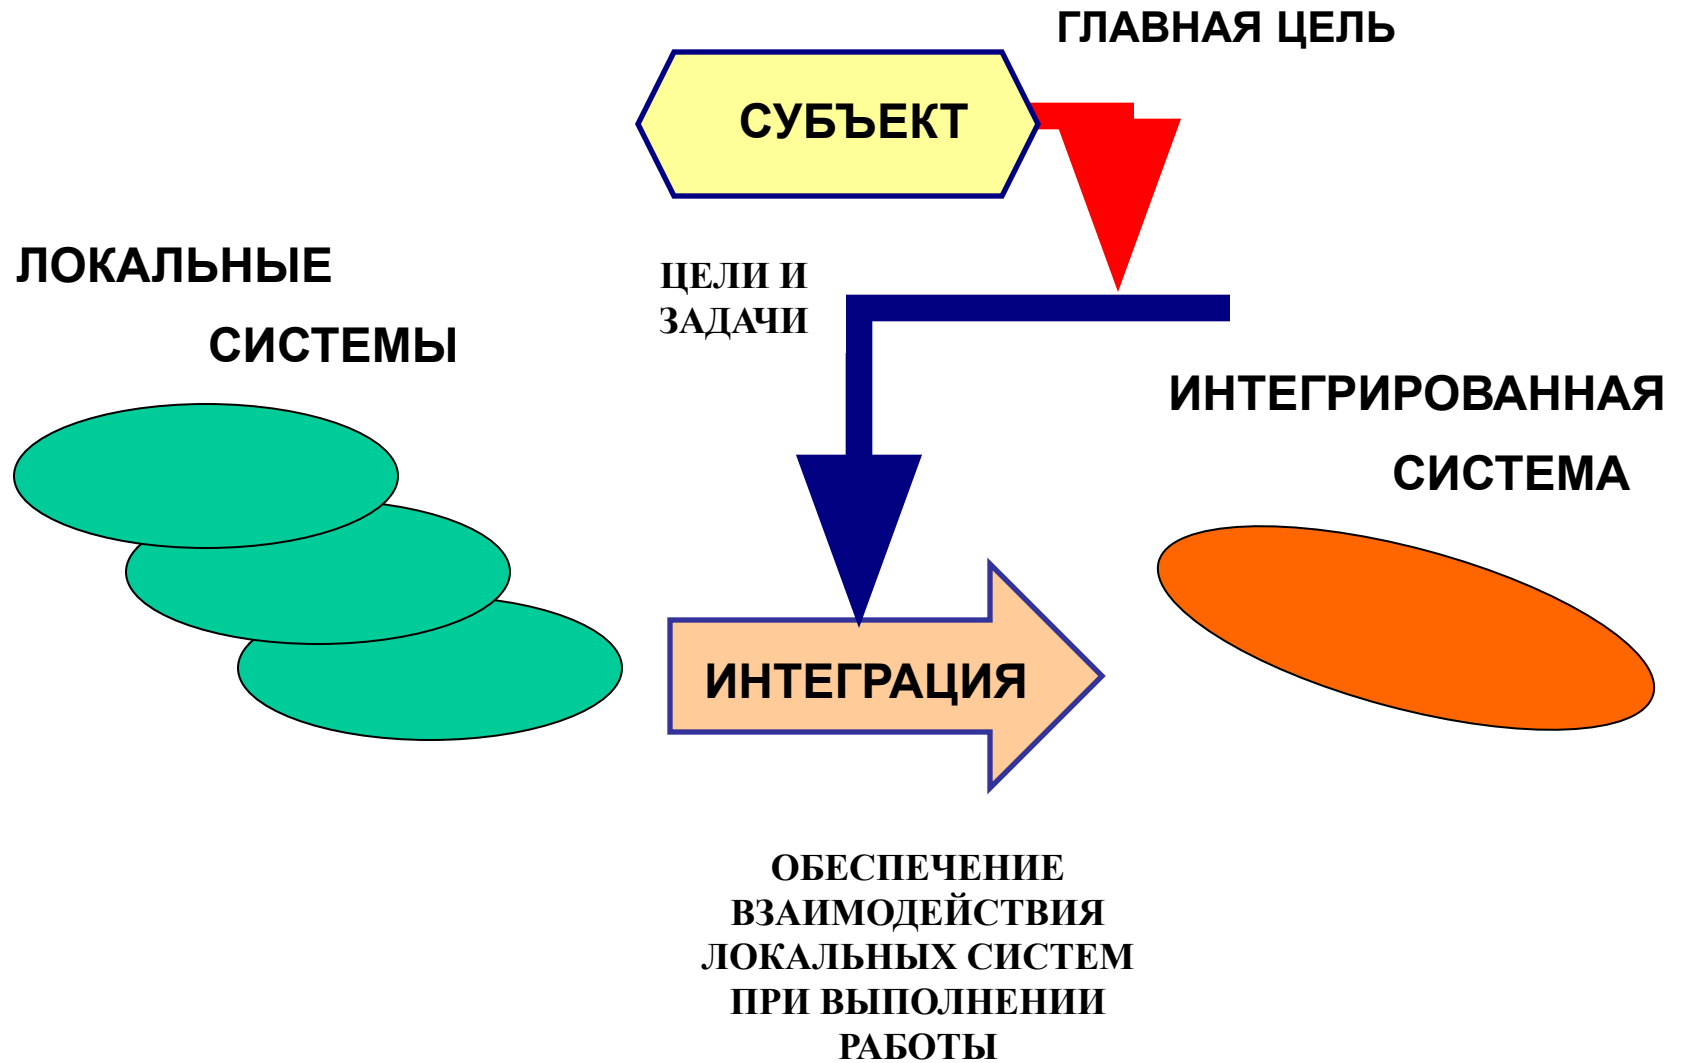 ГЛАВНАЯ ЦЕЛЬ
СУБЪЕКТ
ЛОКАЛЬНЫЕ
СИСТЕМЫ
ЦЕЛИ И
ЗАДАЧИ
ИНТЕГРИРОВАННАЯ
СИСТЕМА
ИНТЕГРАЦИЯ
ОБЕСПЕЧЕНИЕ
ВЗАИМОДЕЙСТВИЯ
ЛОКАЛЬНЫХ СИСТЕМ
ПРИ ВЫПОЛНЕНИИ
РАБОТЫ